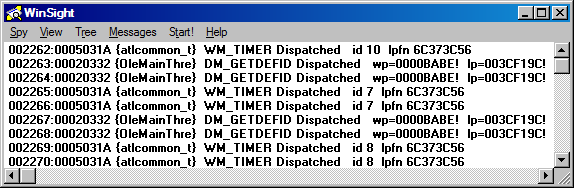 WinSight
Spy View Tree Messages Start! Help
002262:0005031A {atlcommon_t} WM_TIMER Dispatched id 10 lpfn 6C373C56
002263:00020332 {OleMainThre} DM_GETDEFID Dispatched wp=0000BABE! lp=003CF19C!
002264:00020332 {OleMainThre} DM_GETDEFID Dispatched wp=0000BABE! lp=003CF19C!
002265:0005031A {atlcommon_t} WM_TIMER Dispatched id 7 lpfn 6C373C56
002266:0005031A {atlcommon_t} WM_TIMER Dispatched id 7 lpfn 6C373C56
002267:00020332 {OleMainThre} DM_GETDEFID Dispatched wp=0000BABE! lp=003CF19C!
002268:00020332 {OleMainThre} DM_GETDEFID Dispatched wp=0000BABE! lp=003CF19C!
002269:0005031A {atlcommon_t} WM_TIMER Dispatched id 8 lpfn 6C373C56
002270:0005031A {atlcommon_t} WM_TIMER Dispatched id 8 lpfn 6C373C56